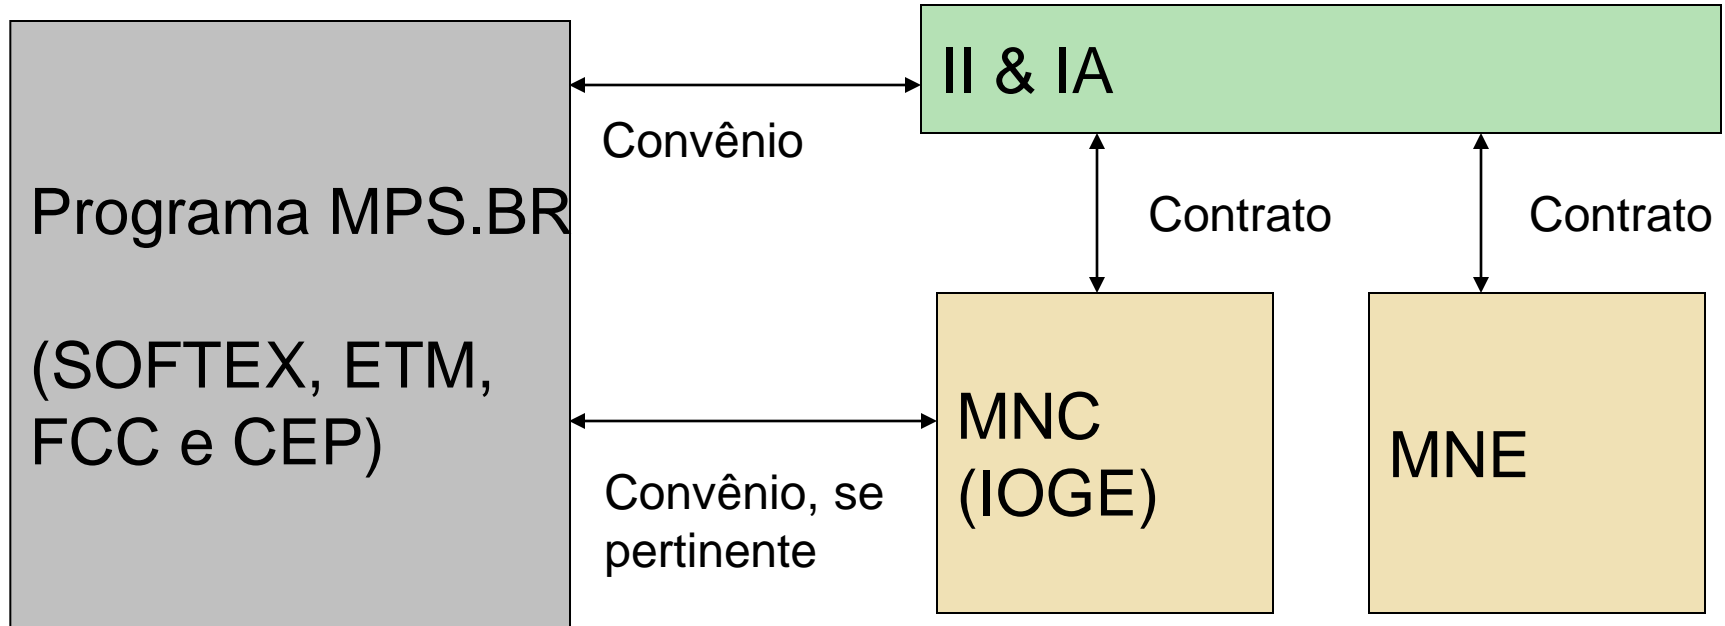 II & IA
Convênio
Programa MPS.BR
Contrato
Contrato
(SOFTEX, ETM,
FCC e CEP)
MNC
(IOGE)
MNE
Convênio, se
pertinente